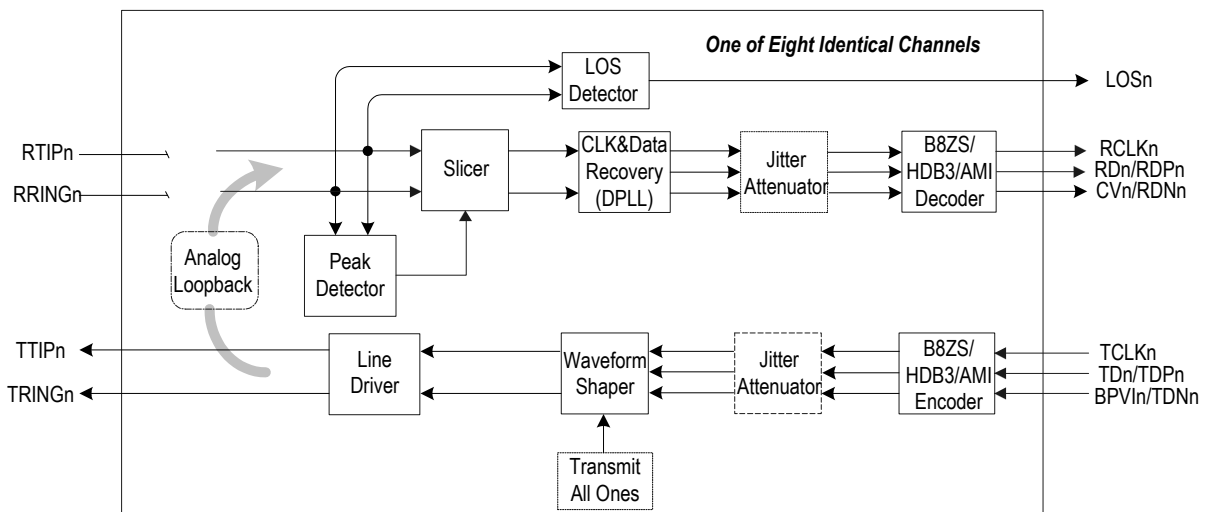 One of Eight Identical Channels
LOS
Detector
LOSn
RTIPn
RRINGn
Slicer
CLK&Data
Recovery
(DPLL)
Jitter
Attenuator
B8ZS/
HDB3/AMI
Decoder
RCLKn
RDn/RDPn
CVn/RDNn
Analog
Loopback
Peak
Detector
TTIPn
TRINGn
Line
Driver
Waveform
Shaper
Jitter
Attenuator
B8ZS/
HDB3/AMI
Encoder
TCLKn
TDn/TDPn
BPVIn/TDNn
Transmit
All Ones